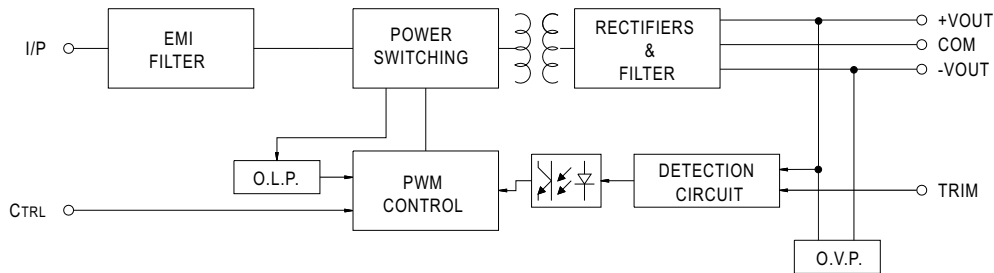 I/P
EMI
FILTER
POWER
SWITCHING
RECTIFIERS
&
FILTER
+VOUT
COM
-VOUT
O.L.P.
PWM
CONTROL
DETECTION
CIRCUIT
TRIM
CTRL
O.V.P.